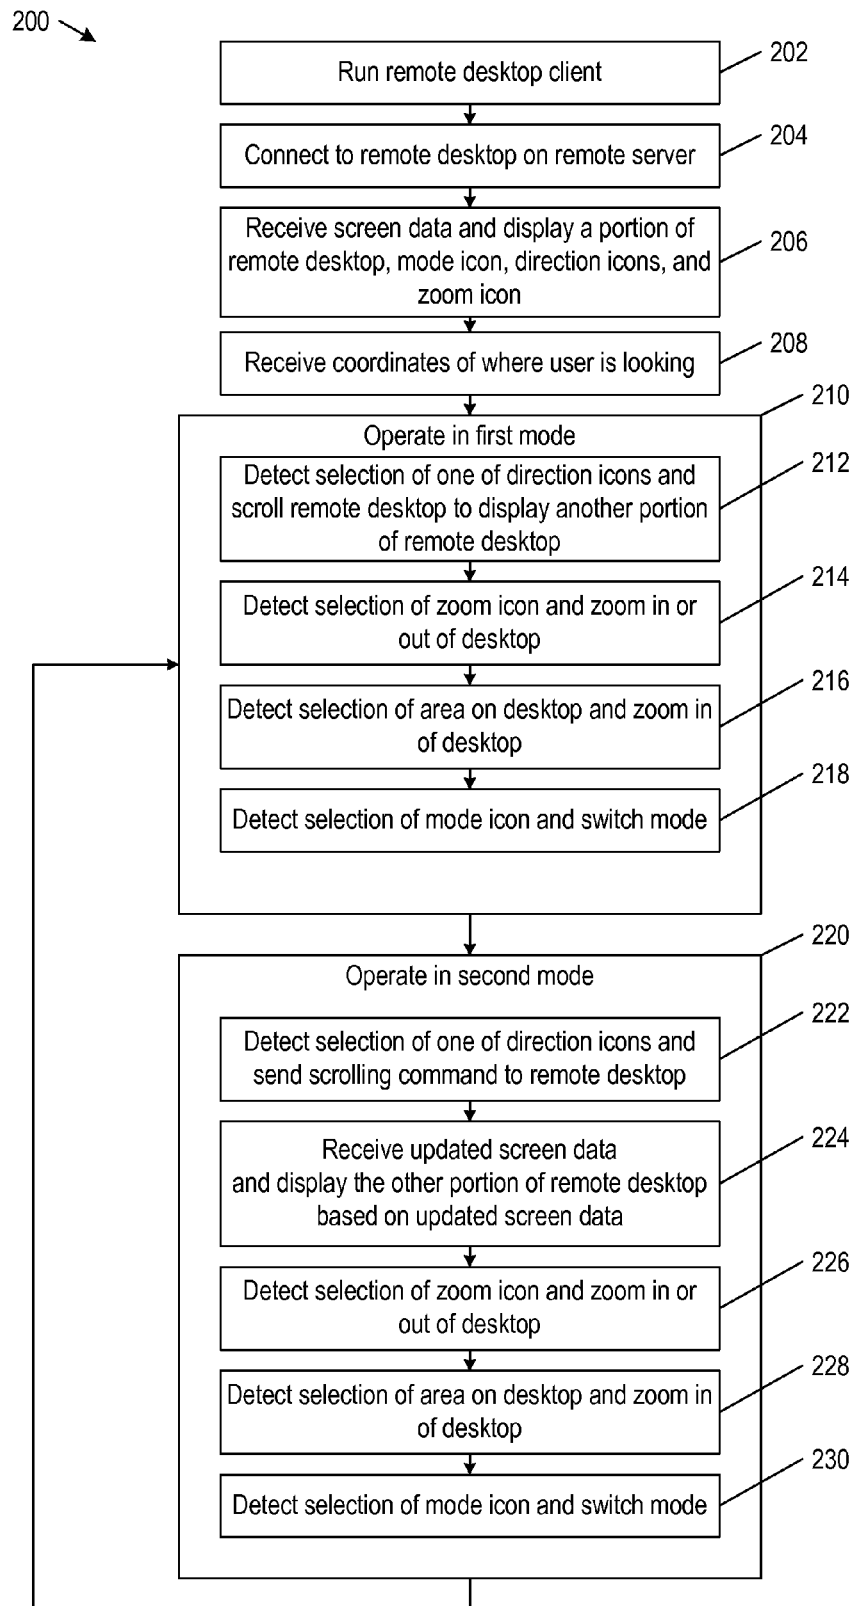 200
Run remote desktop client
202
Connect to remote desktop on remote server
204
Receive screen data and display a portion of
remote desktop, mode icon, direction icons, and
zoom icon
206
Receive coordinates of where user is looking
208
210
Operate in first mode
Detect selection of one of direction icons and
scroll remote desktop to display another portion
of remote desktop
212
Detect selection of zoom icon and zoom in or
out of desktop
214
Detect selection of area on desktop and zoom in
of desktop
216
Detect selection of mode icon and switch mode
218
220
Operate in second mode
Detect selection of one of direction icons and
send scrolling command to remote desktop
222
Receive updated screen data
and display the other portion of remote desktop
based on updated screen data
224
Detect selection of zoom icon and zoom in or
out of desktop
226
Detect selection of area on desktop and zoom in
of desktop
228
Detect selection of mode icon and switch mode
230